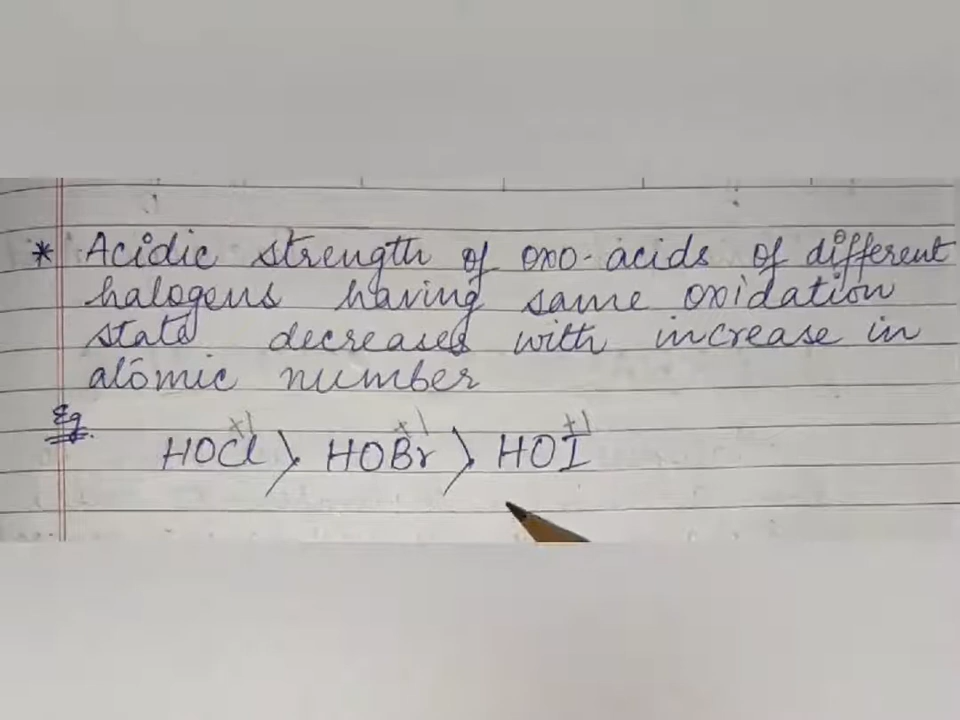 * Acidic strength of oxo-acids of different
halogens having same oxidation
state decreases with increase in
atomic number
Eg.
+1 +1 +1
HOCl > HOBr > HOI